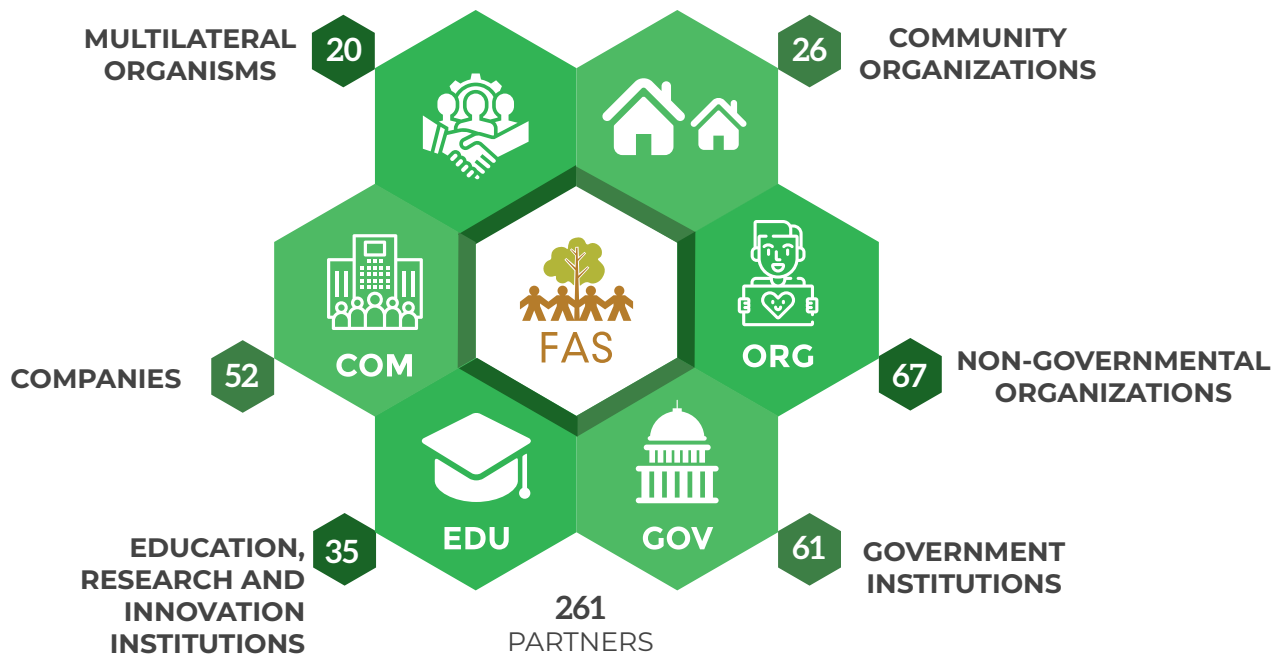 MULTILATERAL
ORGANISMS
20
26
COMMUNITY
ORGANIZATIONS
COM
FAS
ORG
COMPANIES
52
67
NON-GOVERNMENTAL
ORGANIZATIONS
EDU
GOV
EDUCATION,
RESEARCH AND
INNOVATION
INSTITUTIONS
35
61
GOVERNMENT
INSTITUTIONS
261
PARTNERS